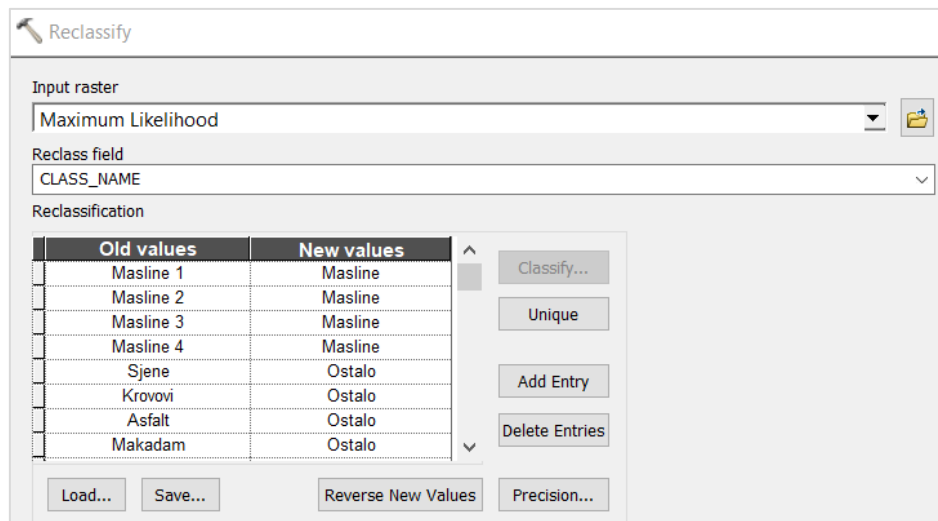 Reclassify
Input raster
Maximum Likelihood
Reclass field
CLASS_NAME
Reclassification
Old values New values
Masline 1 Masline
Masline 2 Masline
Masline 3 Masline
Masline 4 Masline
Sjene Ostalo
Krovovi Ostalo
Asfalt Ostalo
Makadam Ostalo
Classify...
Unique
Add Entry
Delete Entries
Load... Save... Reverse New Values Precision...